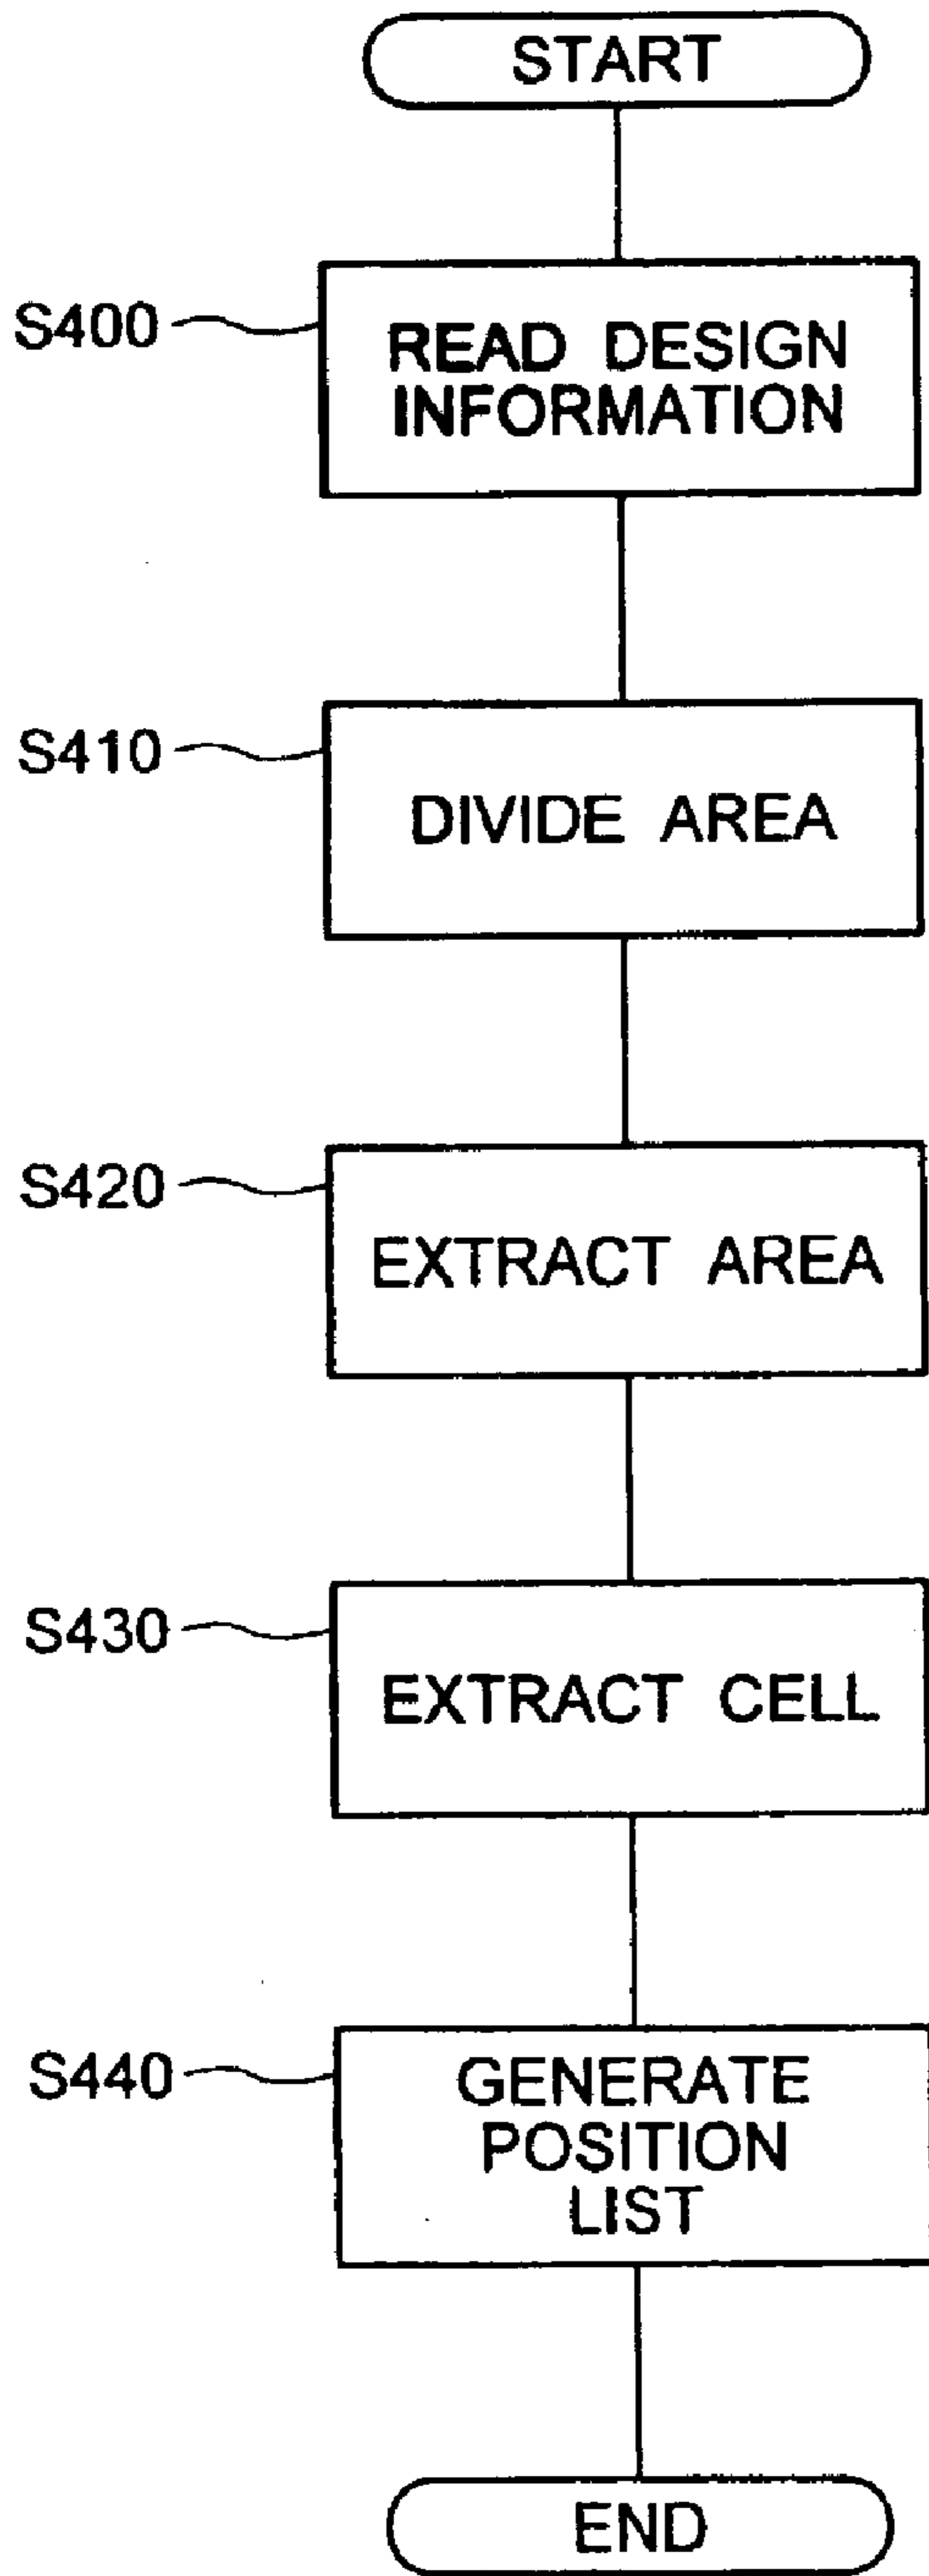 START
S400
READ DESIGN
INFORMATION
S410
DIVIDE AREA
S420
EXTRACT AREA
S430
EXTRACT CELL
S440
GENERATE
POSITION
LIST
END